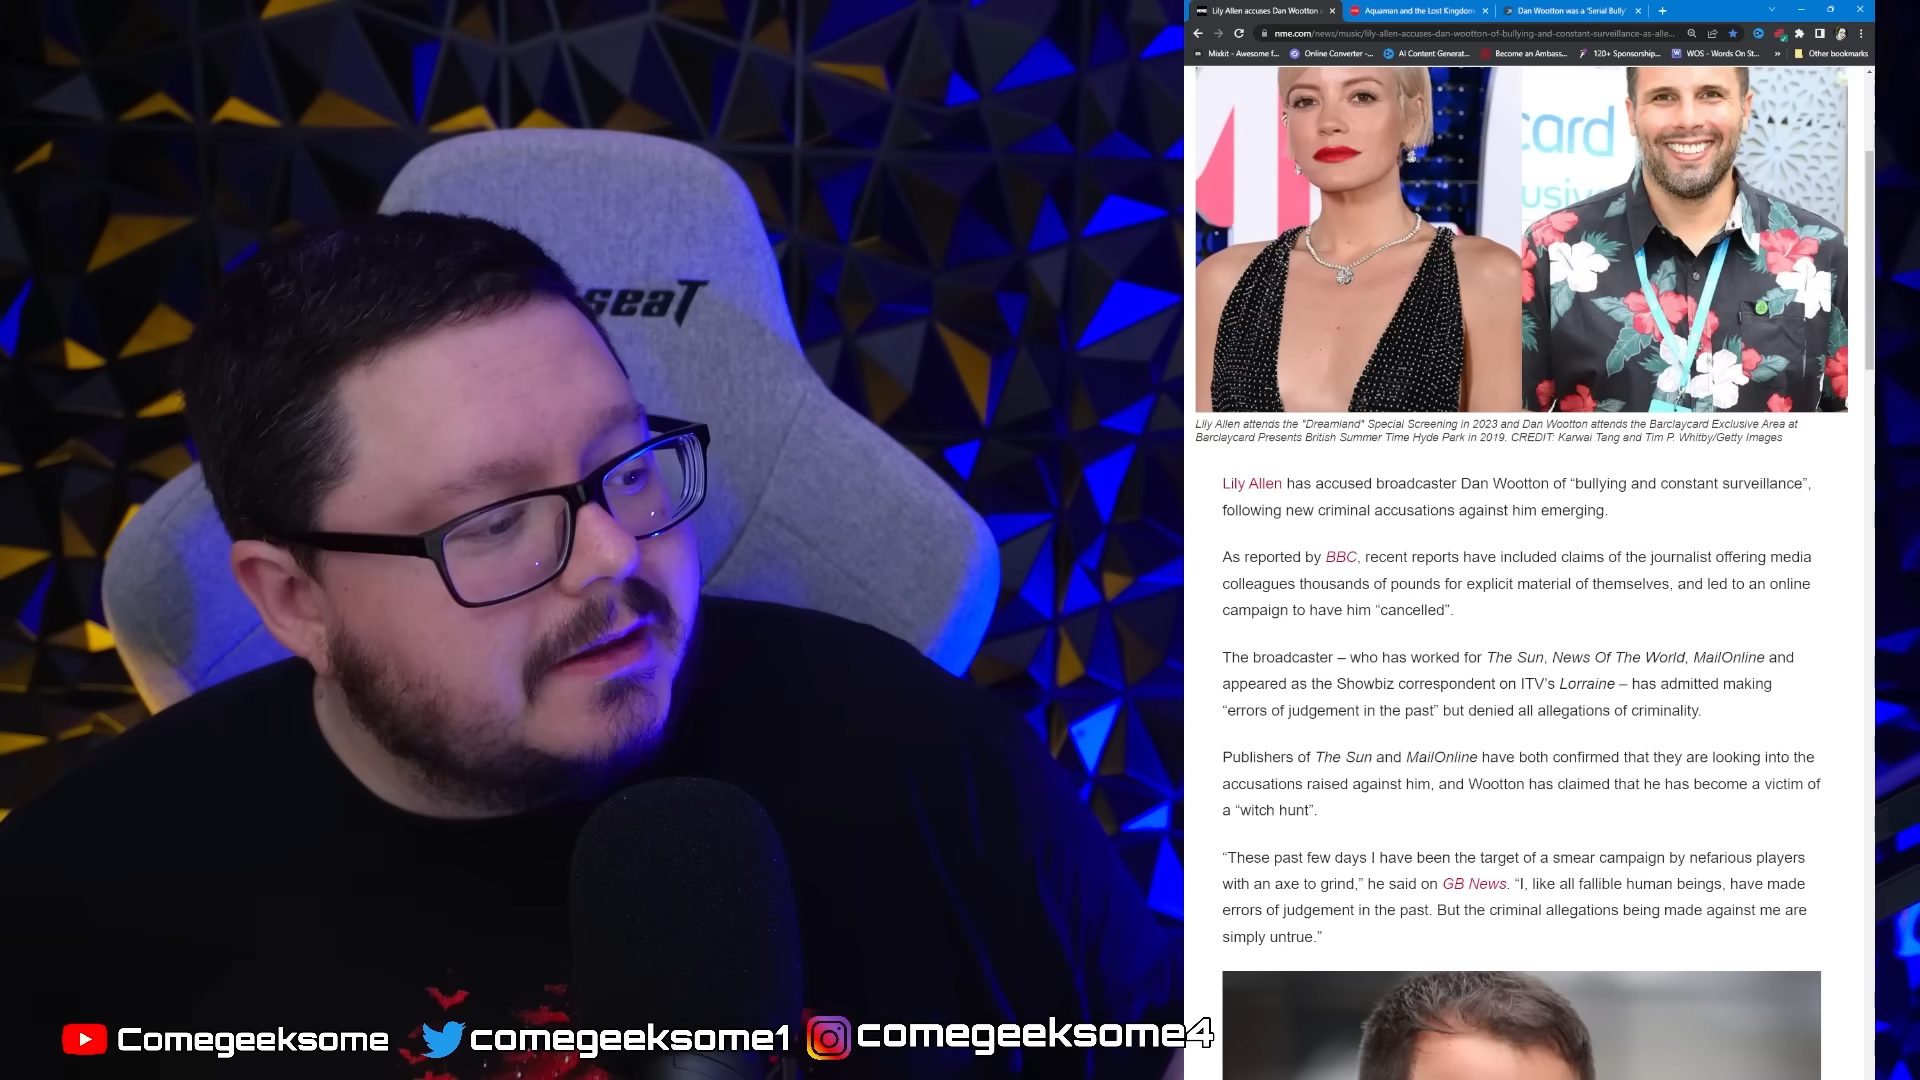 Lily Allen accuses Dan Wootton
Aquaman and the Lost Kingdom
Dan Wootton was a 'Serial Bully'
nme.com/news/music/lily-allen-accuses-dan-wootton-of-bullying-and-constant-surveillance-as-alle...
Mixkit - Awesome f...
Online Converter -...
AI Content Generat...
Become an Ambass...
120+ Sponsorship...
WOS - Words On St...
»
Other bookmarks
card
usive
seaT
Lily Allen attends the "Dreamland" Special Screening in 2023 and Dan Wootton attends the Barclaycard Exclusive Area at
Barclaycard Presents British Summer Time Hyde Park in 2019. CREDIT: Karwai Tang and Tim P. Whitby/Getty Images
Lily Allen has accused broadcaster Dan Wootton of “bullying and constant surveillance”,
following new criminal accusations against him emerging.
As reported by BBC, recent reports have included claims of the journalist offering media
colleagues thousands of pounds for explicit material of themselves, and led to an online
campaign to have him “cancelled”.
The broadcaster – who has worked for The Sun, News Of The World, MailOnline and
appeared as the Showbiz correspondent on ITV’s Lorraine – has admitted making
“errors of judgement in the past” but denied all allegations of criminality.
Publishers of The Sun and MailOnline have both confirmed that they are looking into the
accusations raised against him, and Wootton has claimed that he has become a victim of
a “witch hunt”.
“These past few days I have been the target of a smear campaign by nefarious players
with an axe to grind,” he said on GB News. “I, like all fallible human beings, have made
errors of judgement in the past. But the criminal allegations being made against me are
simply untrue.”
Comegeeksome
comegeeksome1
comegeeksome4